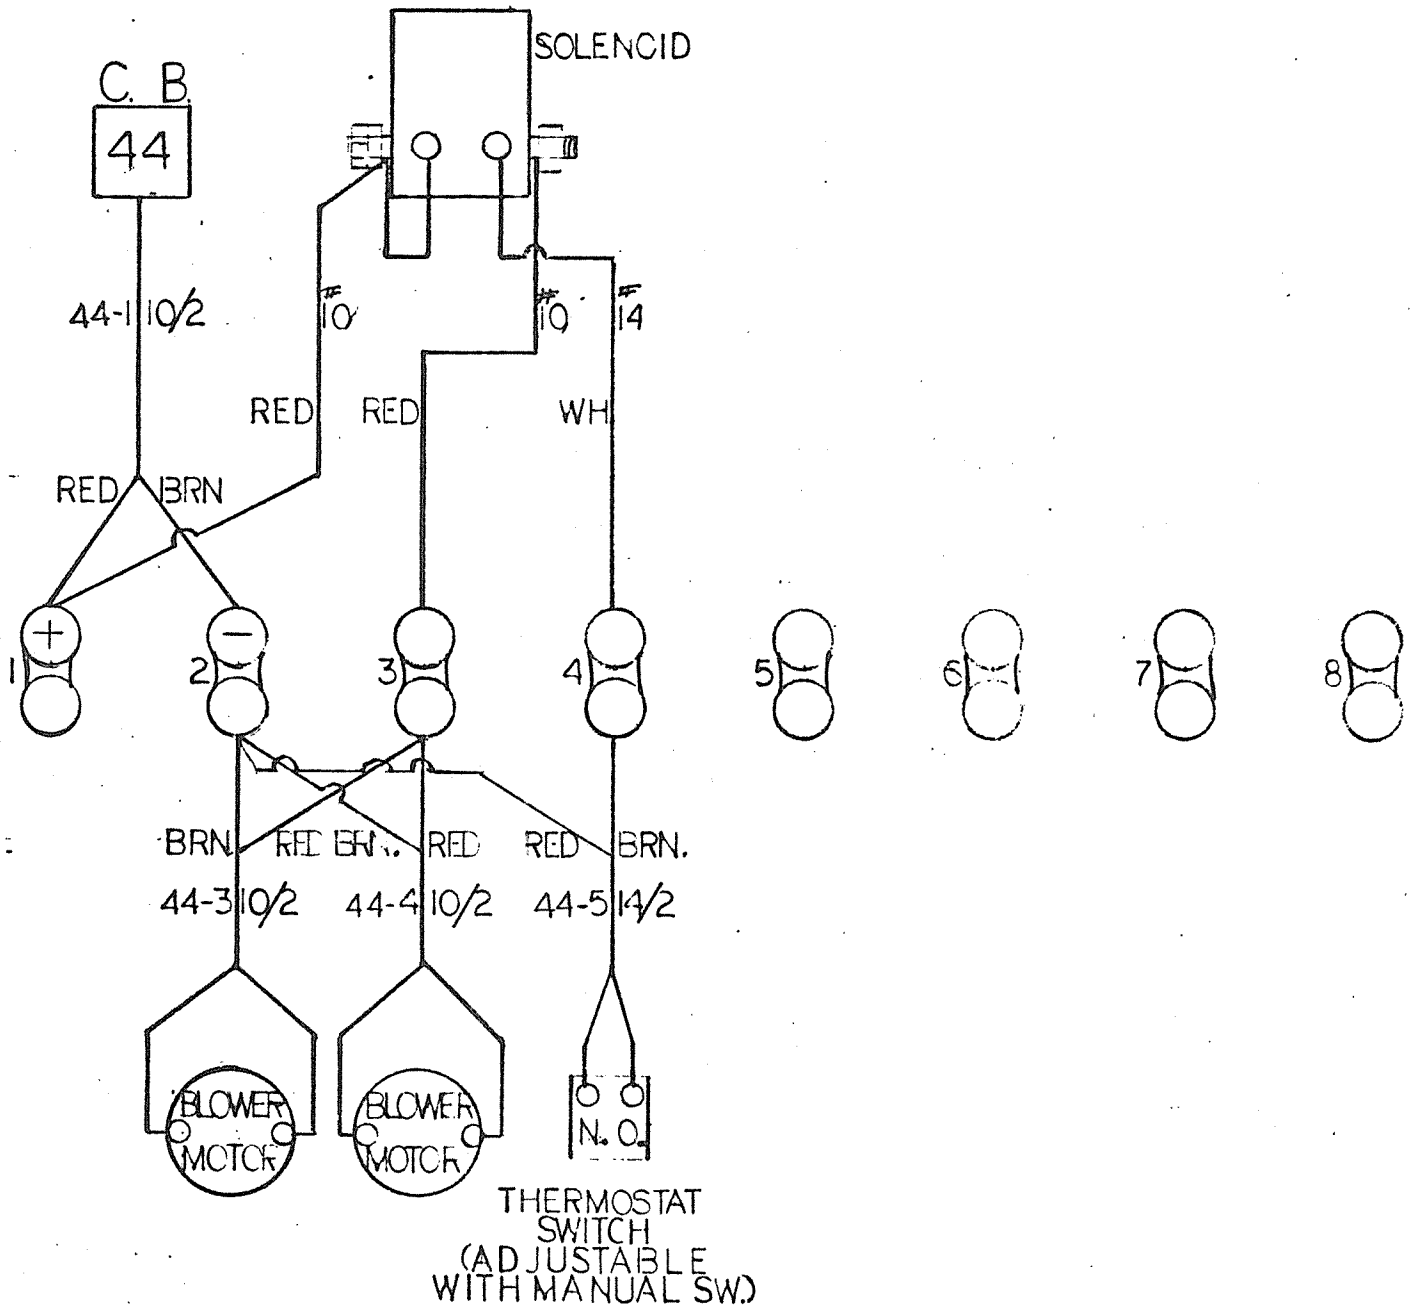 SOLENCID
C. B.
44
44-1 10/2
#10
#10
#14
RED
RED
WH
RED BRN
+
−
1
2
3
4
5
6
7
8
BRN. RED BRN. RED RED BRN.
44-3 10/2 44-4 10/2 44-5 14/2
BLOWER
MOTOR
BLOWER
MOTOR
N. O.
THERMOSTAT
SWITCH
(ADJUSTABLE
WITH MANUAL SW.)